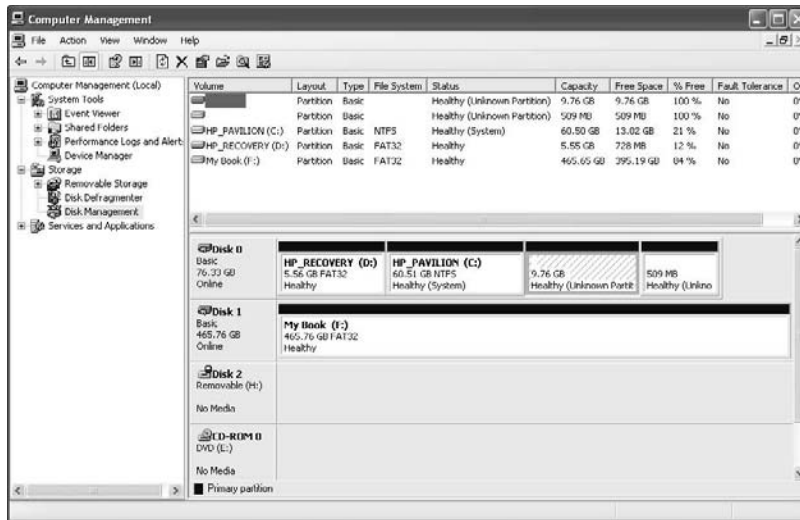 Computer Management
File Action View Window Help
Computer Management (Local)
System Tools
Event Viewer
Shared Folders
Performance Logs and Alert
Device Manager
Storage
Removable Storage
Disk Defragmenter
Disk Management
Services and Applications
Volume Layout Type File System Status Capacity Free Space % Free Fault Tolerance O
Partition Basic Healthy (Unknown Partition) 9.76 GB 9.76 GB 100 % No
Partition Basic Healthy (Unknown Partition) 509 MB 509 MB 100 % No
HP_PAVILION (C:) Partition Basic NTFS Healthy (System) 60.50 GB 13.02 GB 21 % No
HP_RECOVERY (D:) Partition Basic FAT32 Healthy 5.55 GB 728 MB 12 % No
My Book (F:) Partition Basic FAT32 Healthy 465.65 GB 395.19 GB 84 % No
Disk 0
Basic
76.33 GB
Online
HP_RECOVERY (D:)
5.56 GB FAT32
Healthy
HP_PAVILION (C:)
60.51 GB NTFS
Healthy (System)
9.76 GB
Healthy (Unknown Partit
509 MB
Healthy (Unkno
Disk 1
Basic
465.76 GB
Online
My Book (F:)
465.76 GB FAT32
Healthy
Disk 2
Removable (H:)
No Media
CD-ROM 0
DVD (E:)
No Media
Primary partition